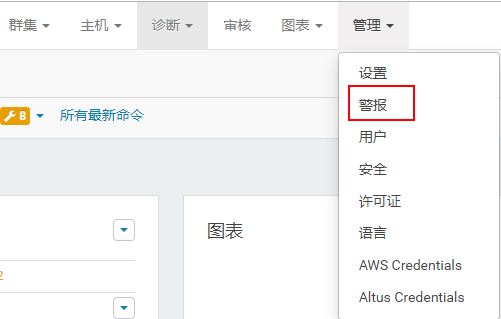 群集 主机 诊断 审核 图表 管理
8 所有最新命令
图表
2
设置
警报
用户
安全
许可证
语言
AWS Credentials
Altus Credentials